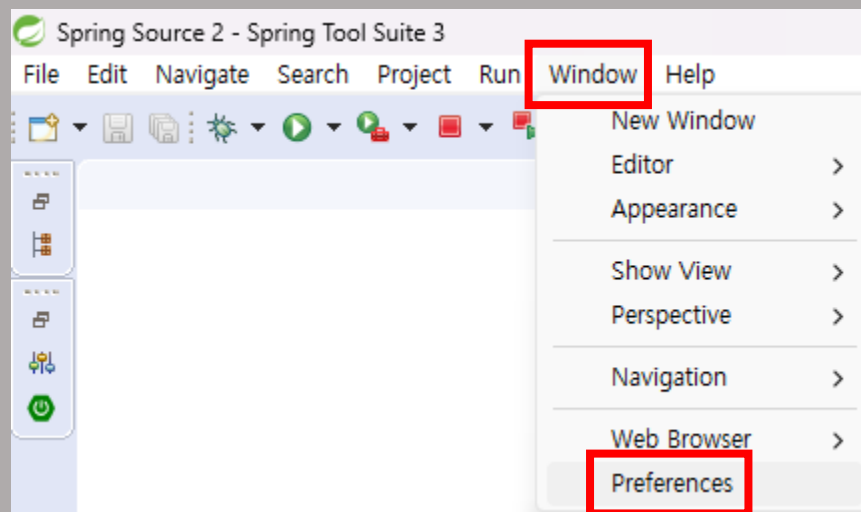 Spring Source 2 - Spring Tool Suite 3
File Edit Navigate Search Project Run Window Help
New Window
Editor
Appearance
Show View
Perspective
Navigation
Web Browser
Preferences